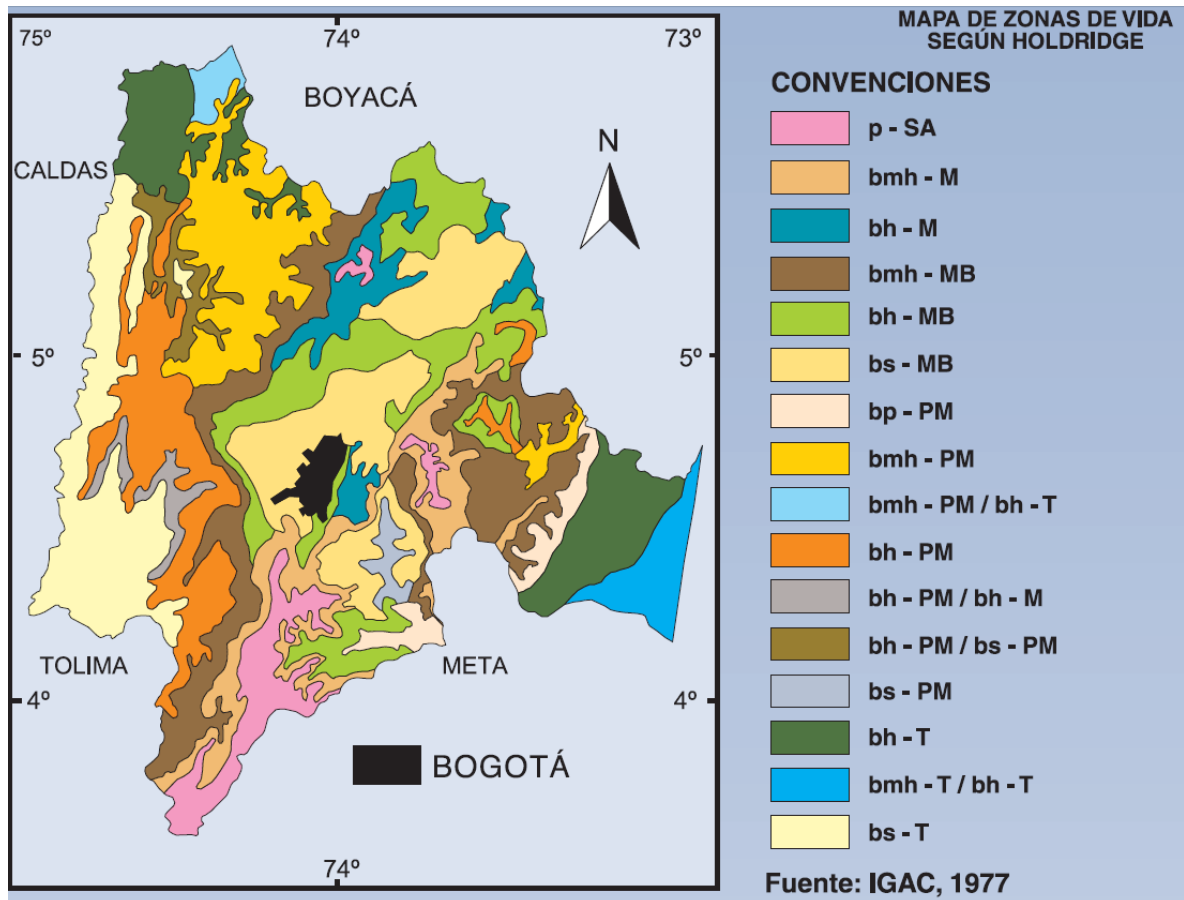 75º
74º
73º
MAPA DE ZONAS DE VIDA
SEGÚN HOLDRIDGE
BOYACÁ
CALDAS
N
5º
5º
TOLIMA
META
4º
4º
BOGOTÁ
74º
CONVENCIONES
p - SA
bmh - M
bh - M
bmh - MB
bh - MB
bs - MB
bp - PM
bmh - PM
bmh - PM / bh - T
bh - PM
bh - PM / bh - M
bh - PM / bs - PM
bs - PM
bh - T
bmh - T / bh - T
bs - T
Fuente: IGAC, 1977